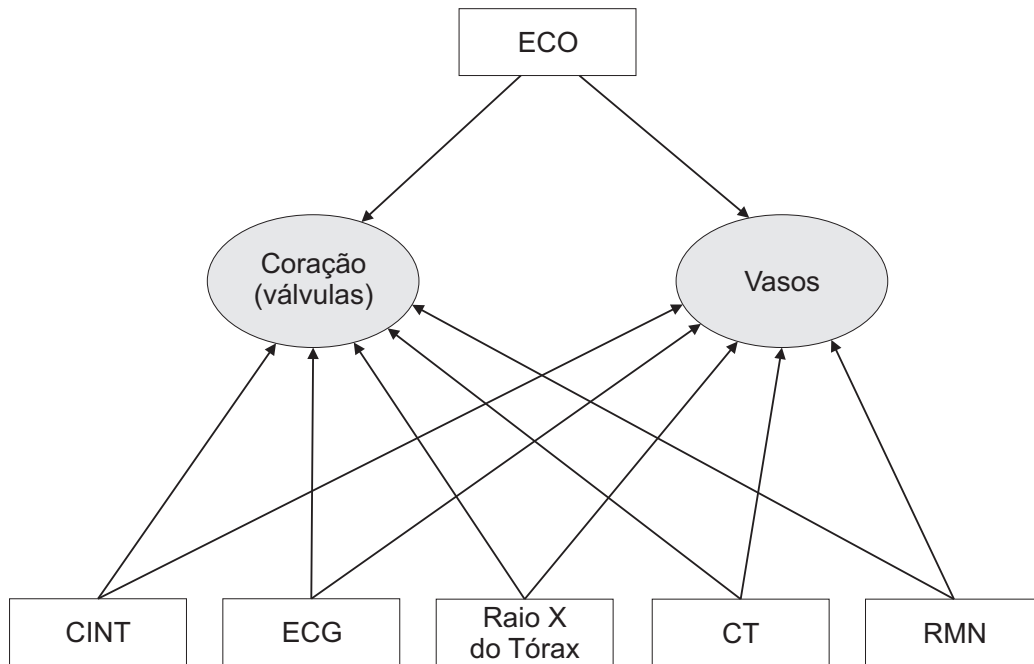 ECO
Coração
(válvulas)
Vasos
CINT
ECG
Raio X
do Tórax
CT
RMN